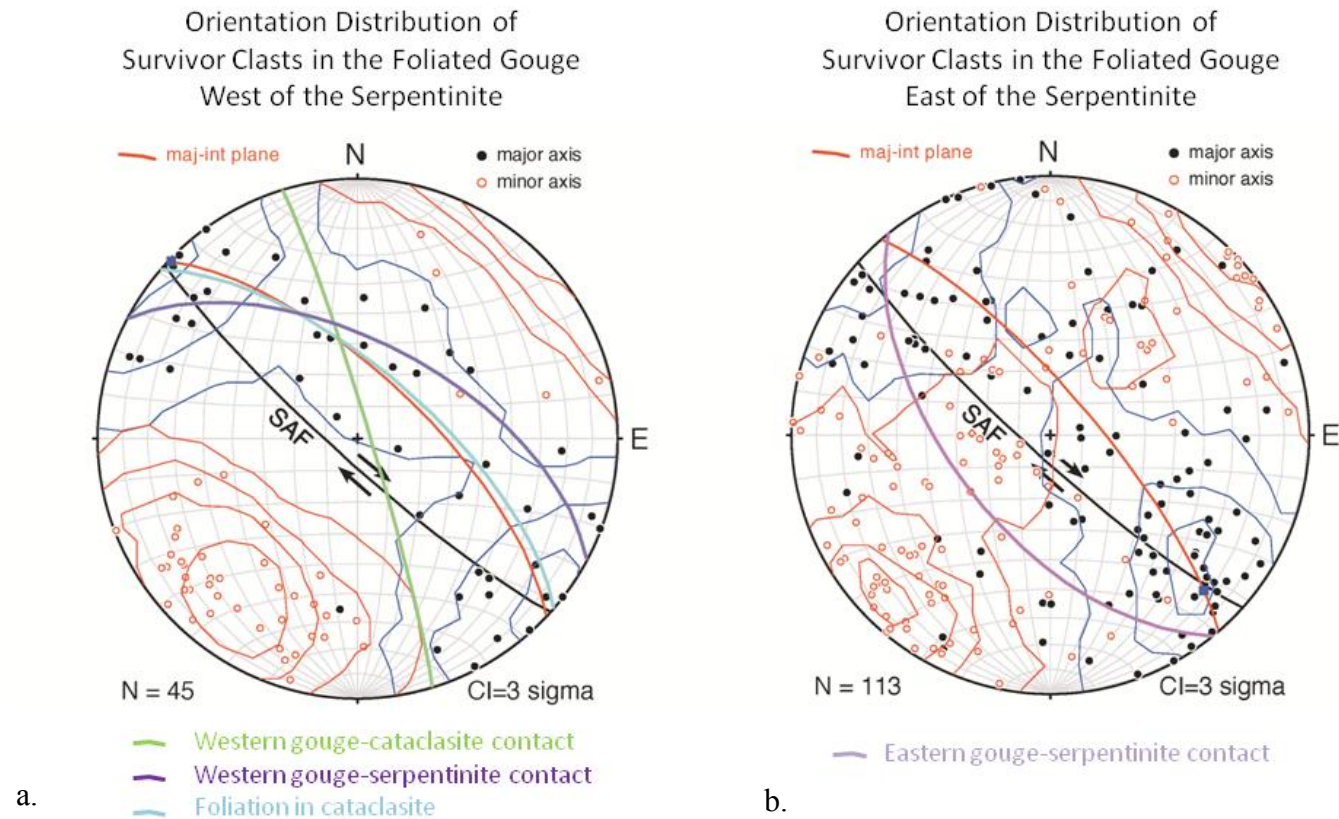 Orientation Distribution of
Survivor Clasts in the Foliated Gouge
West of the Serpentinite
maj-int plane
N
major axis
minor axis
E
SAF
N = 45
CI=3 sigma
Western gouge-cataclasite contact
Western gouge-serpentinite contact
Foliation in cataclasite
a.
Orientation Distribution of
Survivor Clasts in the Foliated Gouge
East of the Serpentinite
maj-int plane
N
major axis
minor axis
E
SAF
N = 113
CI=3 sigma
Eastern gouge-serpentinite contact
b.